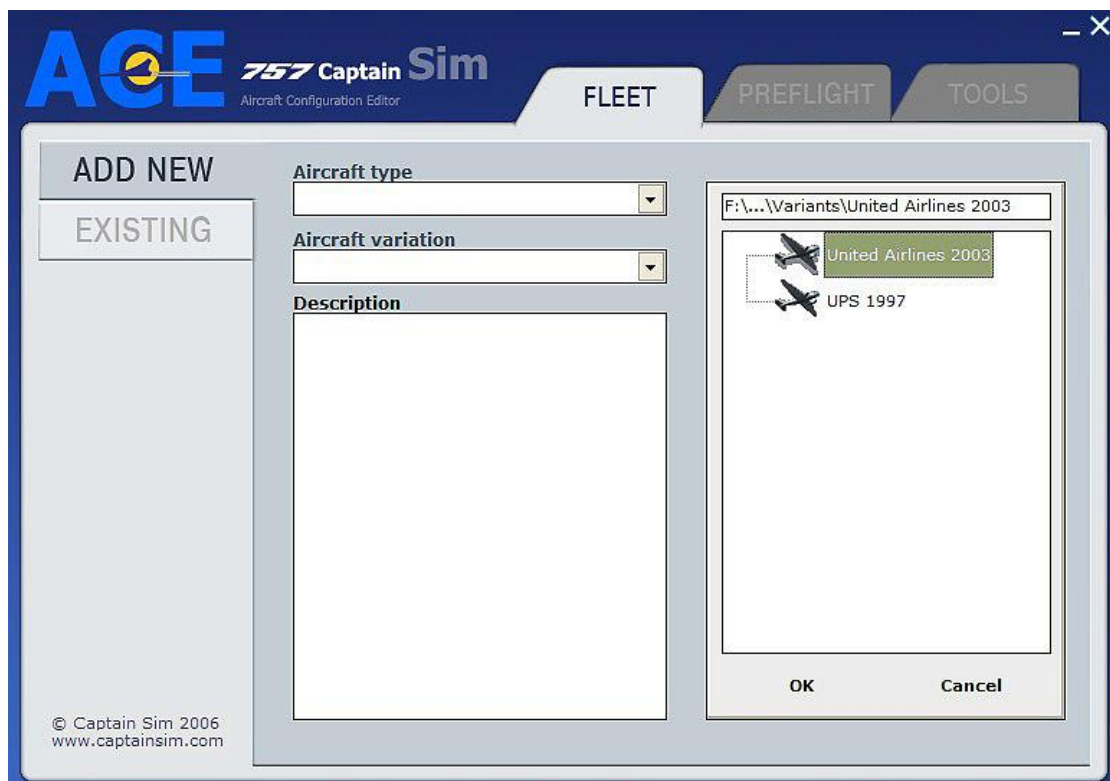 ACE 757 Captain Sim
Aircraft Configuration Editor
FLEET
PREFLIGHT
TOOLS
ADD NEW
EXISTING
Aircraft type
Aircraft variation
Description
F:\...\Variants\United Airlines 2003
United Airlines 2003
UPS 1997
OK
Cancel
© Captain Sim 2006
www.captainsim.com